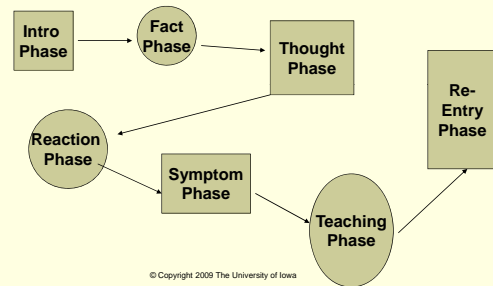 Intro
Phase
Fact
Phase
Thought
Phase
Reaction
Phase
Symptom
Phase
Teaching
Phase
Re-
Entry
Phase
© Copyright 2009 The University of Iowa